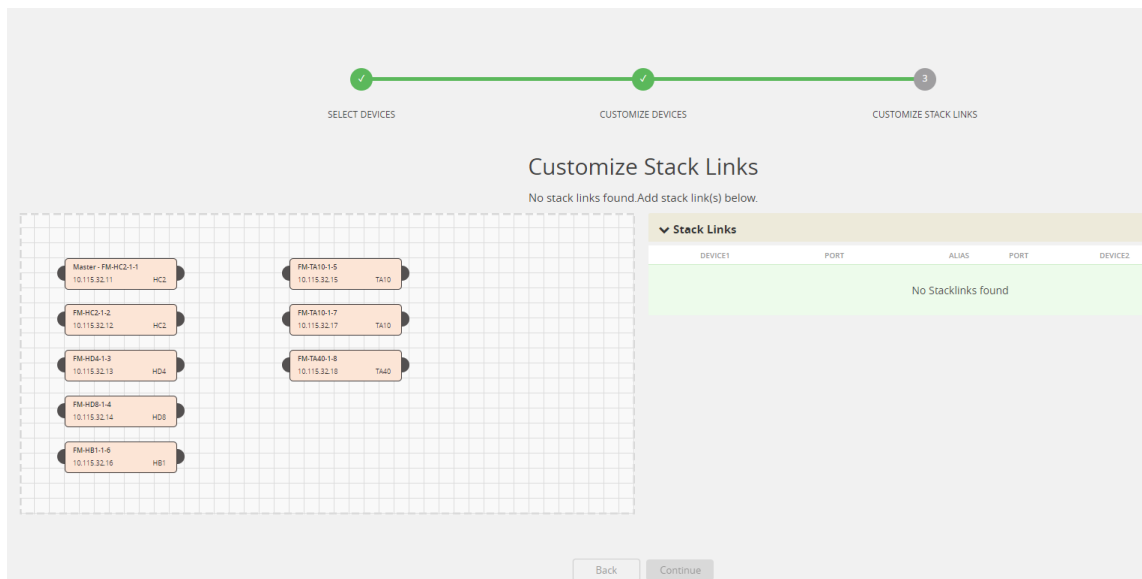 ✓ ✓ 3
SELECT DEVICES CUSTOMIZE DEVICES CUSTOMIZE STACK LINKS
Customize Stack Links
No stack links found.Add stack link(s) below.
Master - FM-HC2-1-1
10.115.32.11 HC2
FM-HC2-1-2
10.115.32.12 HC2
FM-HD4-1-3
10.115.32.13 HD4
FM-HD8-1-4
10.115.32.14 HD8
FM-HB1-1-6
10.115.32.16 HB1
FM-TA10-1-5
10.115.32.15 TA10
FM-TA10-1-7
10.115.32.17 TA10
FM-TA40-1-8
10.115.32.18 TA40
Stack Links
DEVICE1 PORT ALIAS PORT DEVICE2
No Stacklinks found
Back Continue